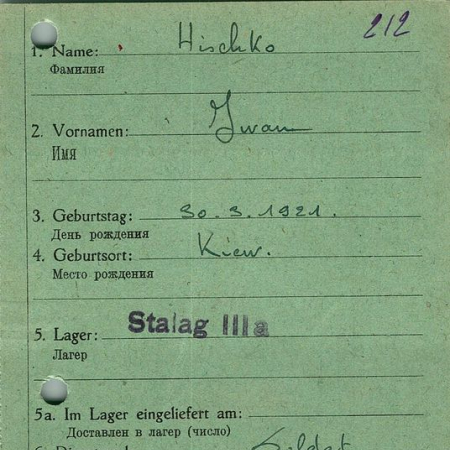 212
1. Name: Hischko
Фамилия
2. Vornamen: Iwan
Имя
3. Geburtstag: 30. 3. 1921.
День рождения
4. Geburtsort: Kiew.
Место рождения
5. Lager: Stalag IIIa
Лагерь
5a. Im Lager eingeliefert am:
Доставлен в лагерь (число)
Soldat